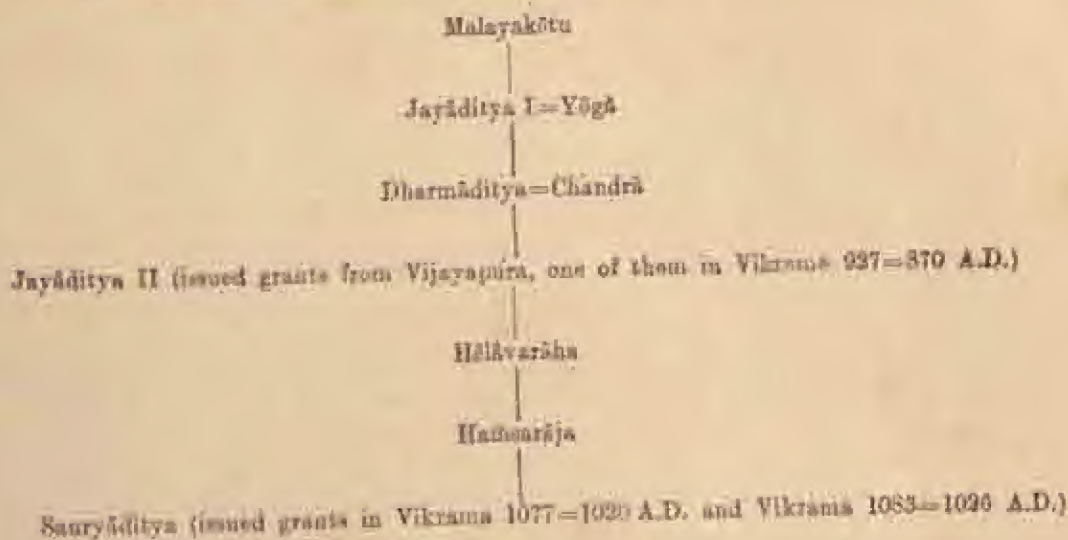 Malayakētu
Jayāditya I=Yōgā
Dharmāditya=Chandrā
Jayāditya II (issued grants from Vijayapura, one of them in Vikrama 927=870 A.D.)
Hēlāvarāha
Hamsarāja
Sauryāditya (issued grants in Vikrama 1077=1020 A.D. and Vikrama 1083=1026 A.D.)